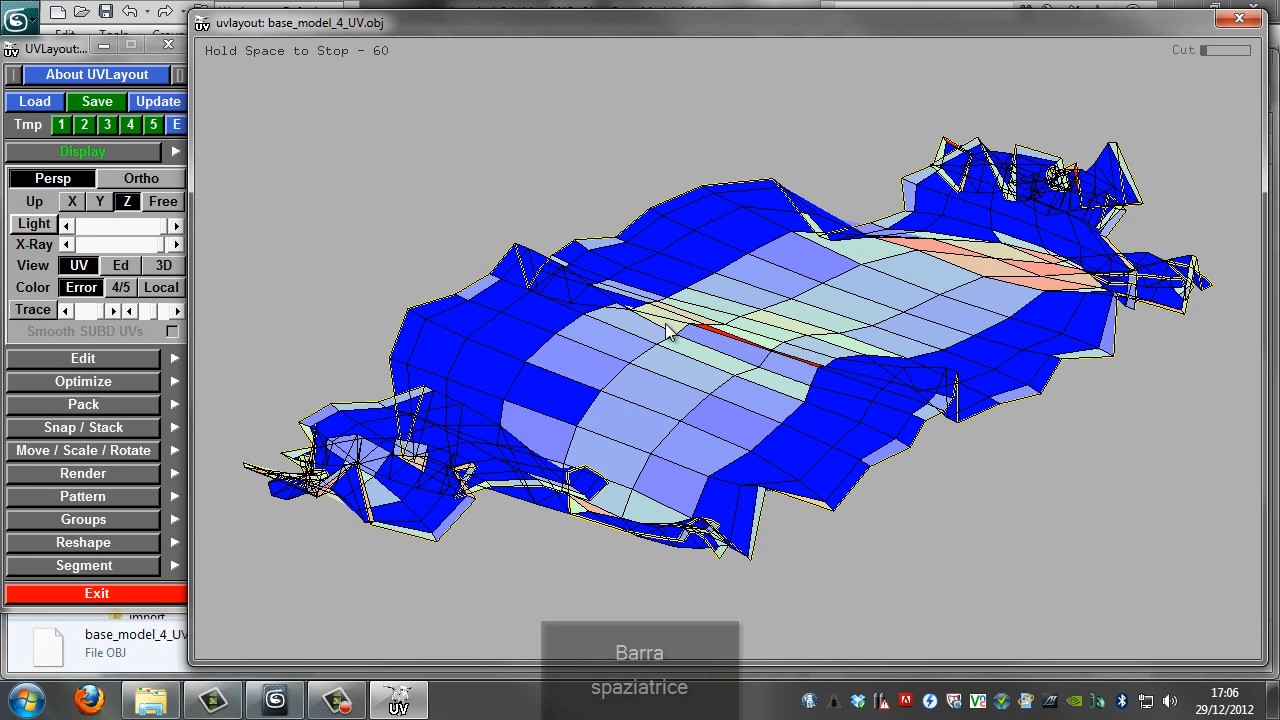 uvlayout: base_model_4_UV.obj
UVLayout:...
Hold Space to Stop - 60
Cut
About UVLayout
Load Save Update
Tmp 1 2 3 4 5 E
Display
Persp Ortho
Up X Y Z Free
Light
X-Ray
View UV Ed 3D
Color Error 4/5 Local
Trace
Smooth SUBD UVs
Edit
Optimize
Pack
Snap / Stack
Move / Scale / Rotate
Render
Pattern
Groups
Reshape
Segment
Exit
import
base_model_4_UV
File OBJ
Barra
spaziatrice
UV
17:06
29/12/2012